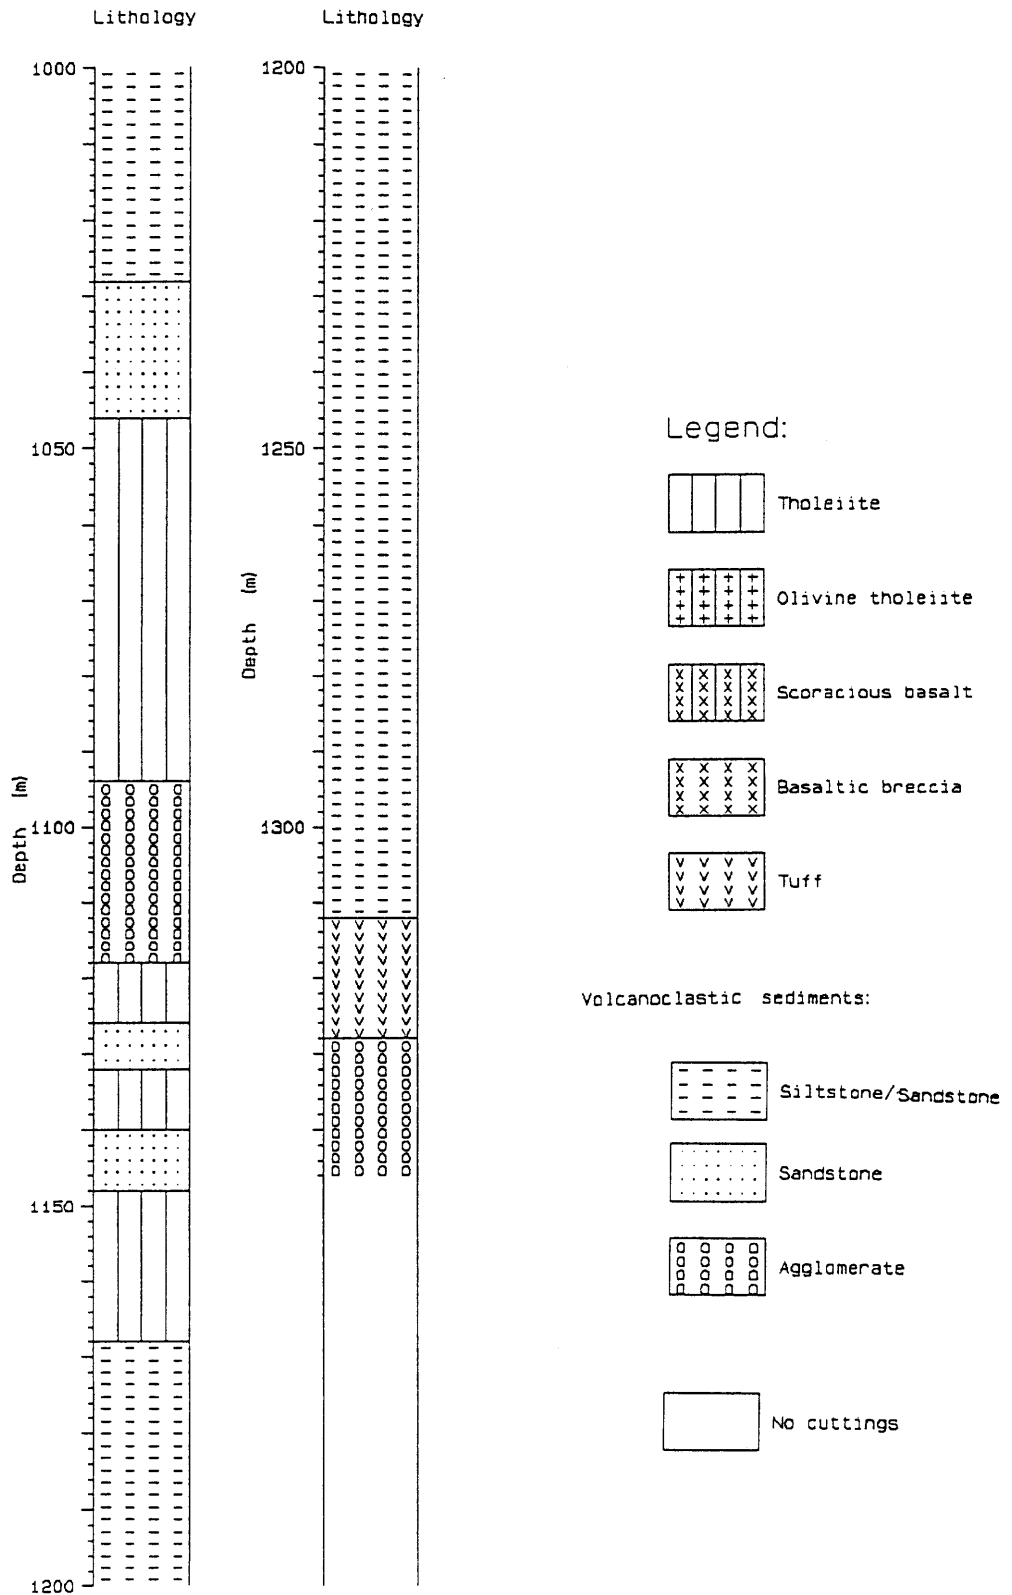 Lithology
Lithology
1000
1050
1100
1150
1200
Depth (m)
1200
1250
1300
Depth (m)
Legend:
Tholeiite
Olivine tholeiite
Scoracious basalt
Basaltic breccia
Tuff
Volcanoclastic sediments:
Siltstone/Sandstone
Sandstone
Agglomerate
No cuttings